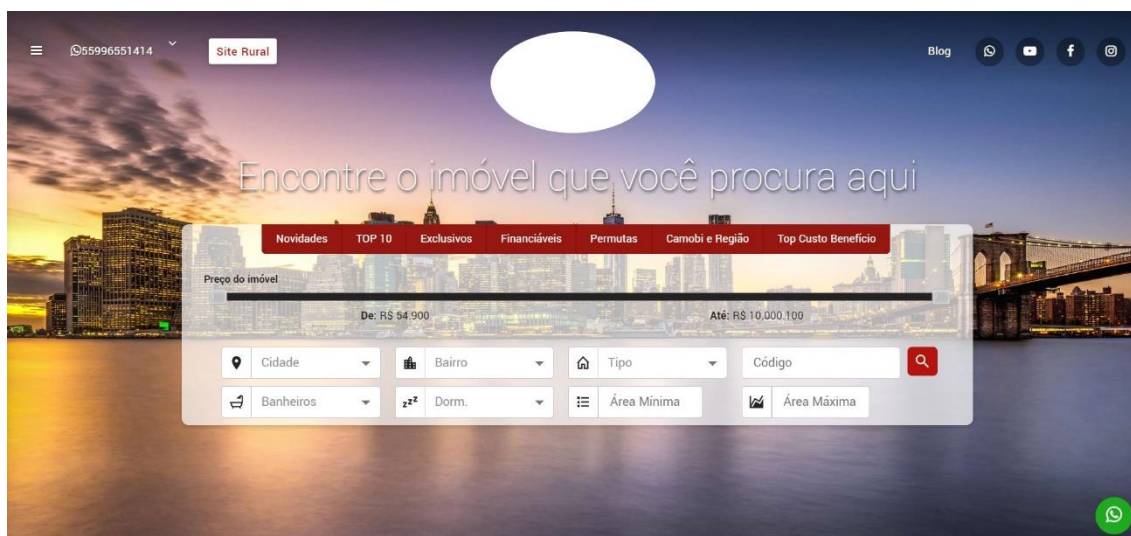 55996551414
Site Rural
Blog
Encontre o imóvel que você procura aqui
Novidades TOP 10 Exclusivos Financiáveis Permutas Camobi e Região Top Custo Benefício
Preço do imóvel
De: R$ 54.900 Até: R$ 10.000.100
Cidade Bairro Tipo Código
Banheiros zzz Dorm. Área Mínima Área Máxima